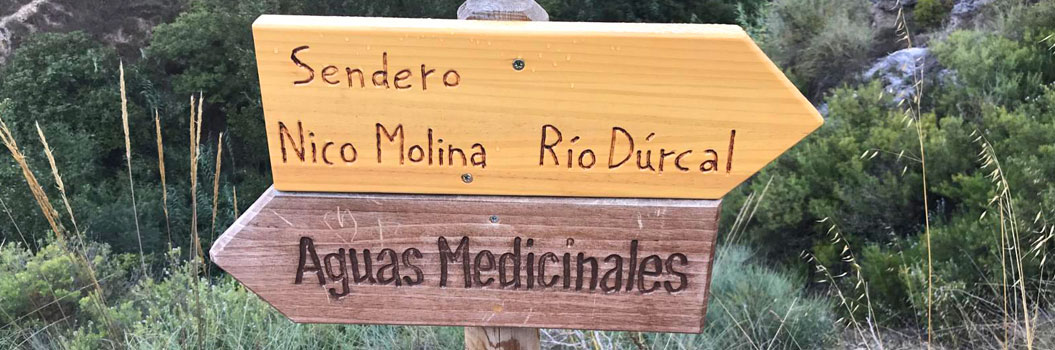 Sendero
Nico Molina Río Dúrcal
Aguas Medicinales